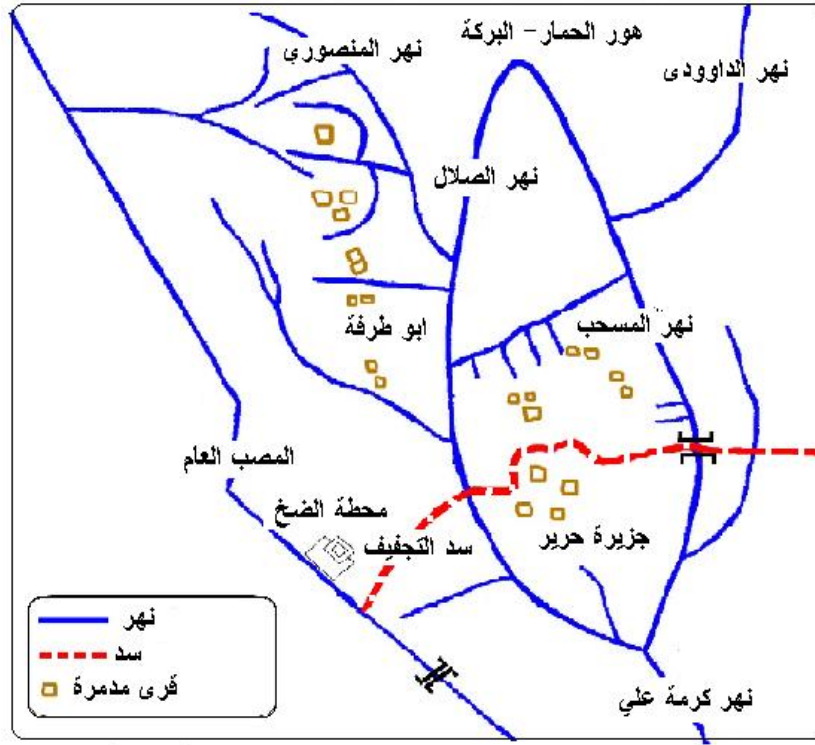 هور الحمار- البركة
نهر المنصورى
نهر الداوودى
نهر الصلال
نهر المسحب
ابو طرفة
المصب العام
محطة الضخ
سد التجفيف
جزيرة حرير
نهر كرمة علي
نهر
سد
قرى مدمرة